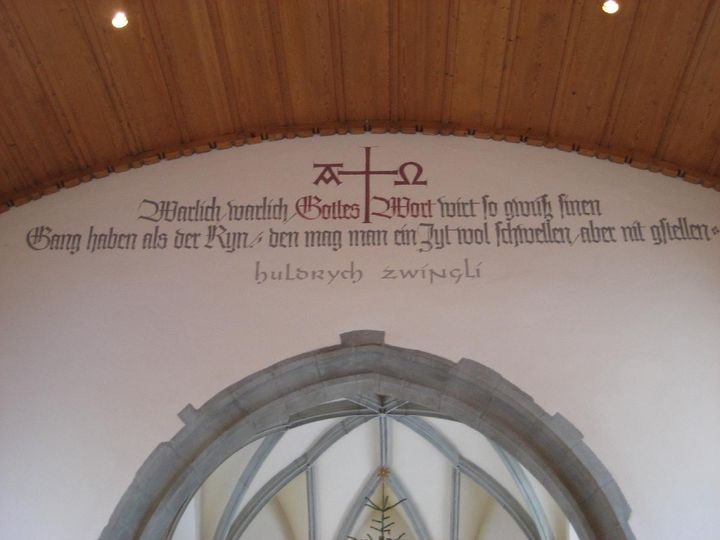 A Ω
Warlich / warlich / Gottes Wort wirt so gwüß sinen
Gang haben als der Ryn / den mag man ein Zyt wol schwellen / aber nit gstellen
huldrych zwingli